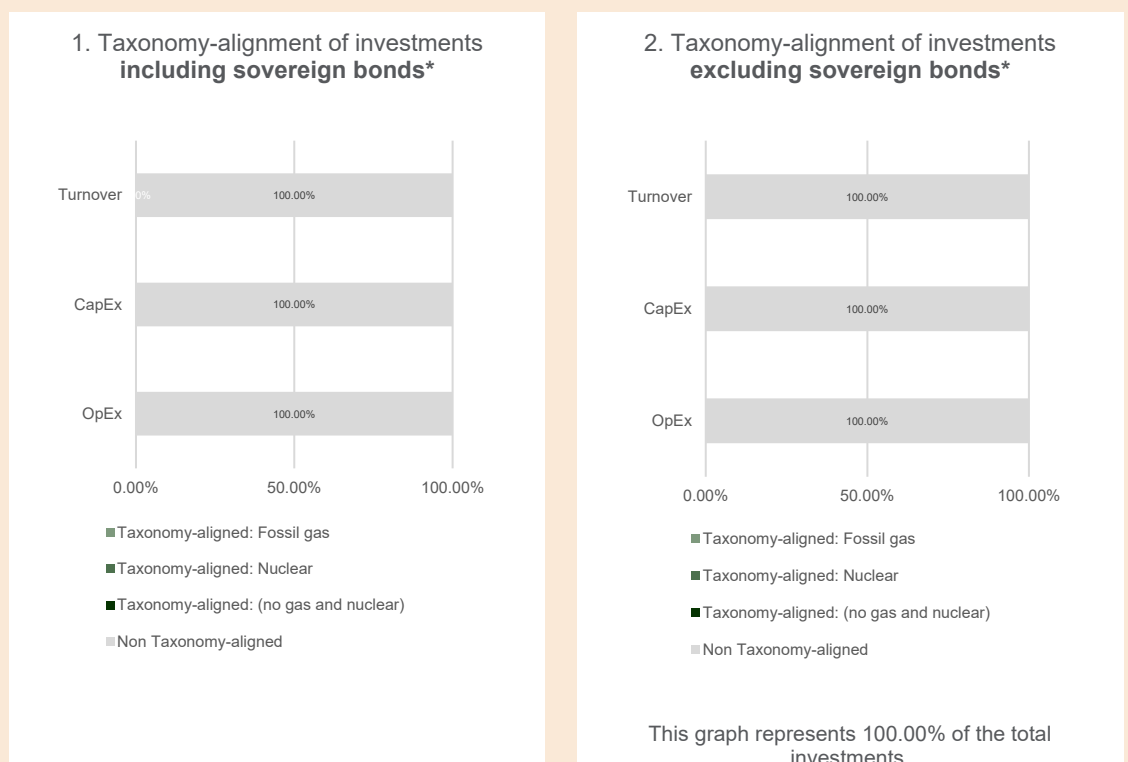 1. Taxonomy-alignment of investments
including sovereign bonds*
Turnover
0%
100.00%
CapEx
100.00%
OpEx
100.00%
0.00%
50.00%
100.00%
Taxonomy-aligned: Fossil gas
Taxonomy-aligned: Nuclear
Taxonomy-aligned: (no gas and nuclear)
Non Taxonomy-aligned
2. Taxonomy-alignment of investments
excluding sovereign bonds*
Turnover
100.00%
CapEx
100.00%
OpEx
100.00%
0.00%
50.00%
100.00%
Taxonomy-aligned: Fossil gas
Taxonomy-aligned: Nuclear
Taxonomy-aligned: (no gas and nuclear)
Non Taxonomy-aligned
This graph represents 100.00% of the total
investments